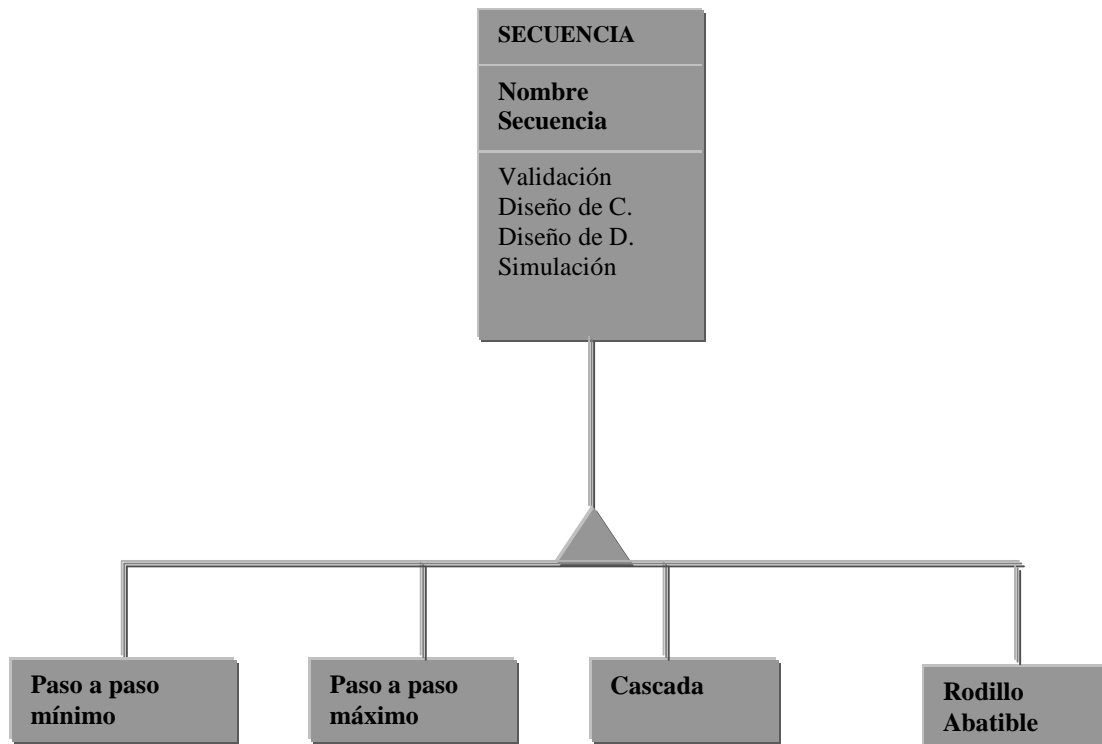 SECUENCIA
Nombre
Secuencia
Validación
Diseño de C.
Diseño de D.
Simulación
Paso a paso
mínimo
Paso a paso
máximo
Cascada
Rodillo
Abatible